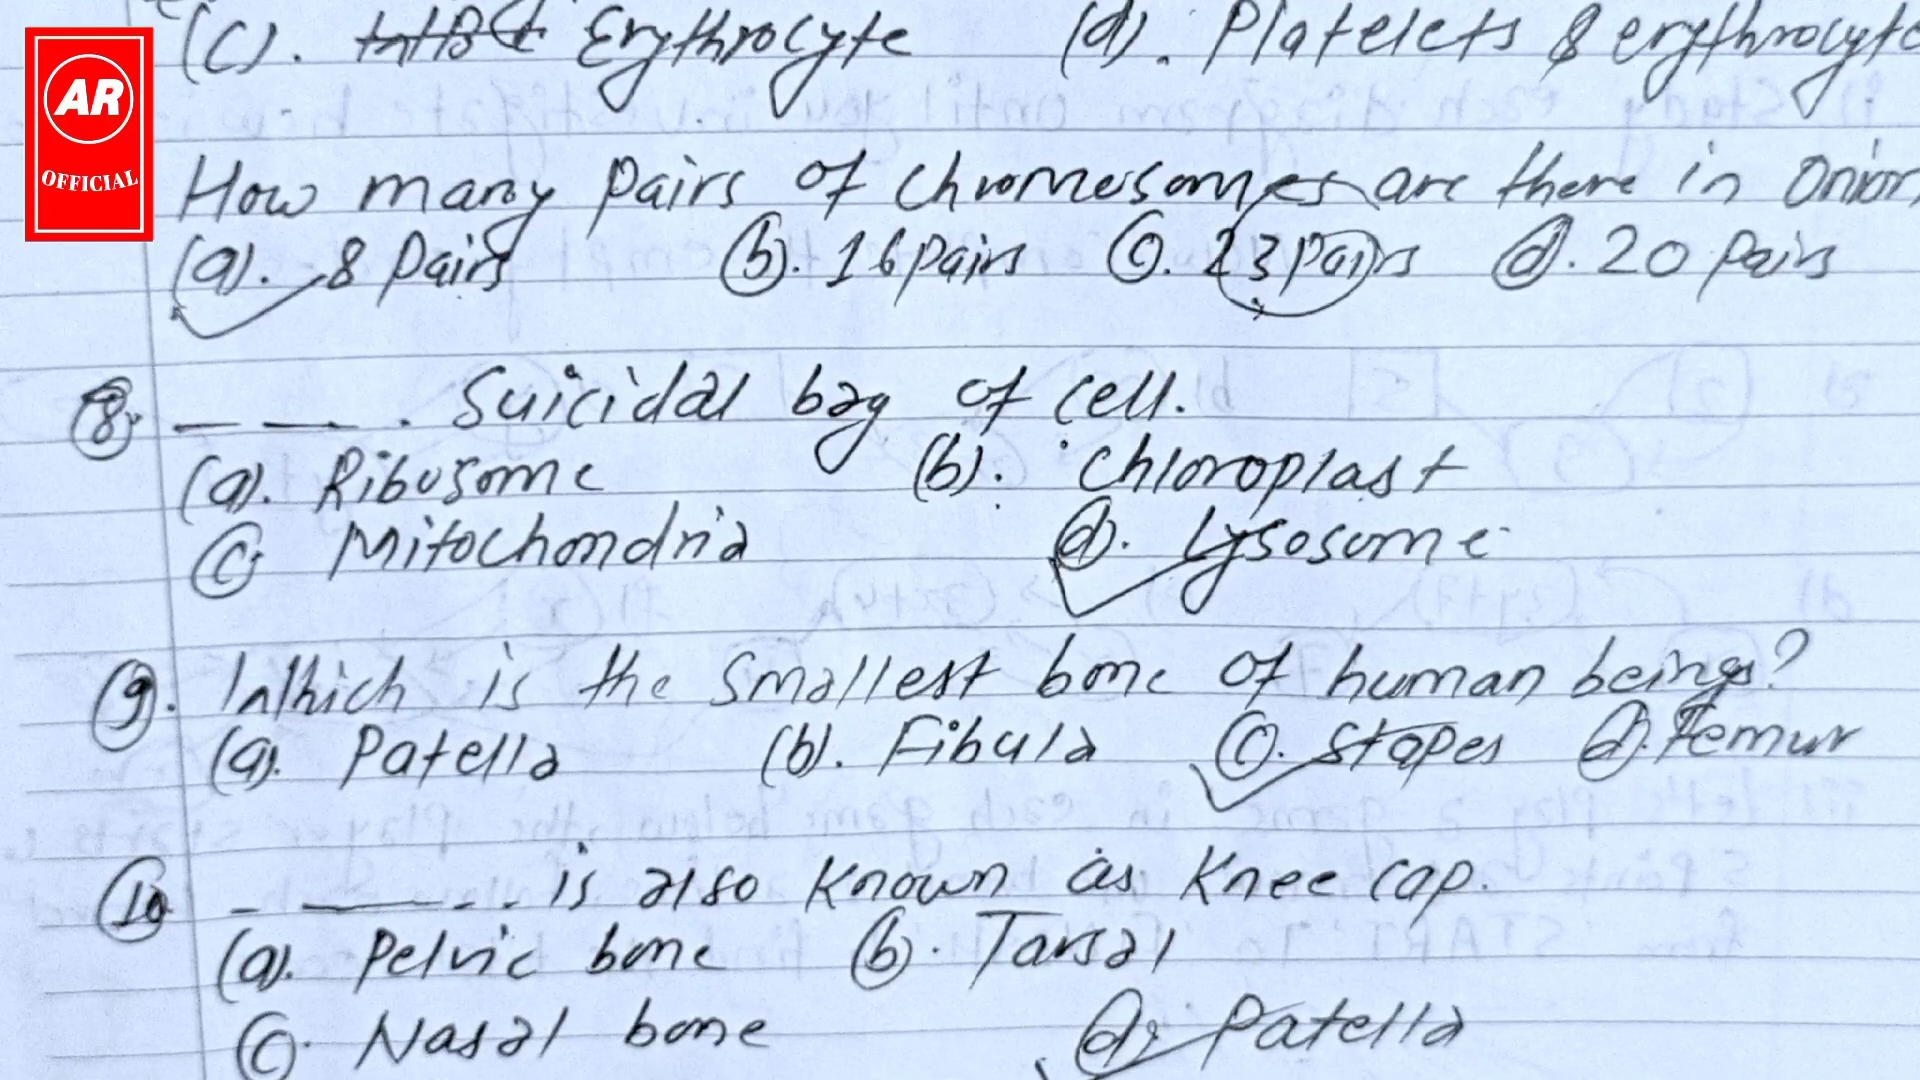 (C). Erythrocyte (d). Platelets & erythrocyte
AR
OFFICIAL
How many Pairs of chromosomes are there in Onion
(a). 8 Pairs (b). 16 Pairs (c). 23 Pairs (d). 20 Pairs
(8). _ _ _ . Suicidal bag of cell.
(a). Ribosome (b). Chloroplast
(c). Mitochondria (d). Lysosome
(9). Which is the Smallest bone of human beings?
(a). Patella (b). Fibula (c). Stapes (d). Femur
(10) - ___ - - . is also known as Knee cap.
(a). Pelvic bone (b). Tarsal
(c). Nasal bone (d). Patella